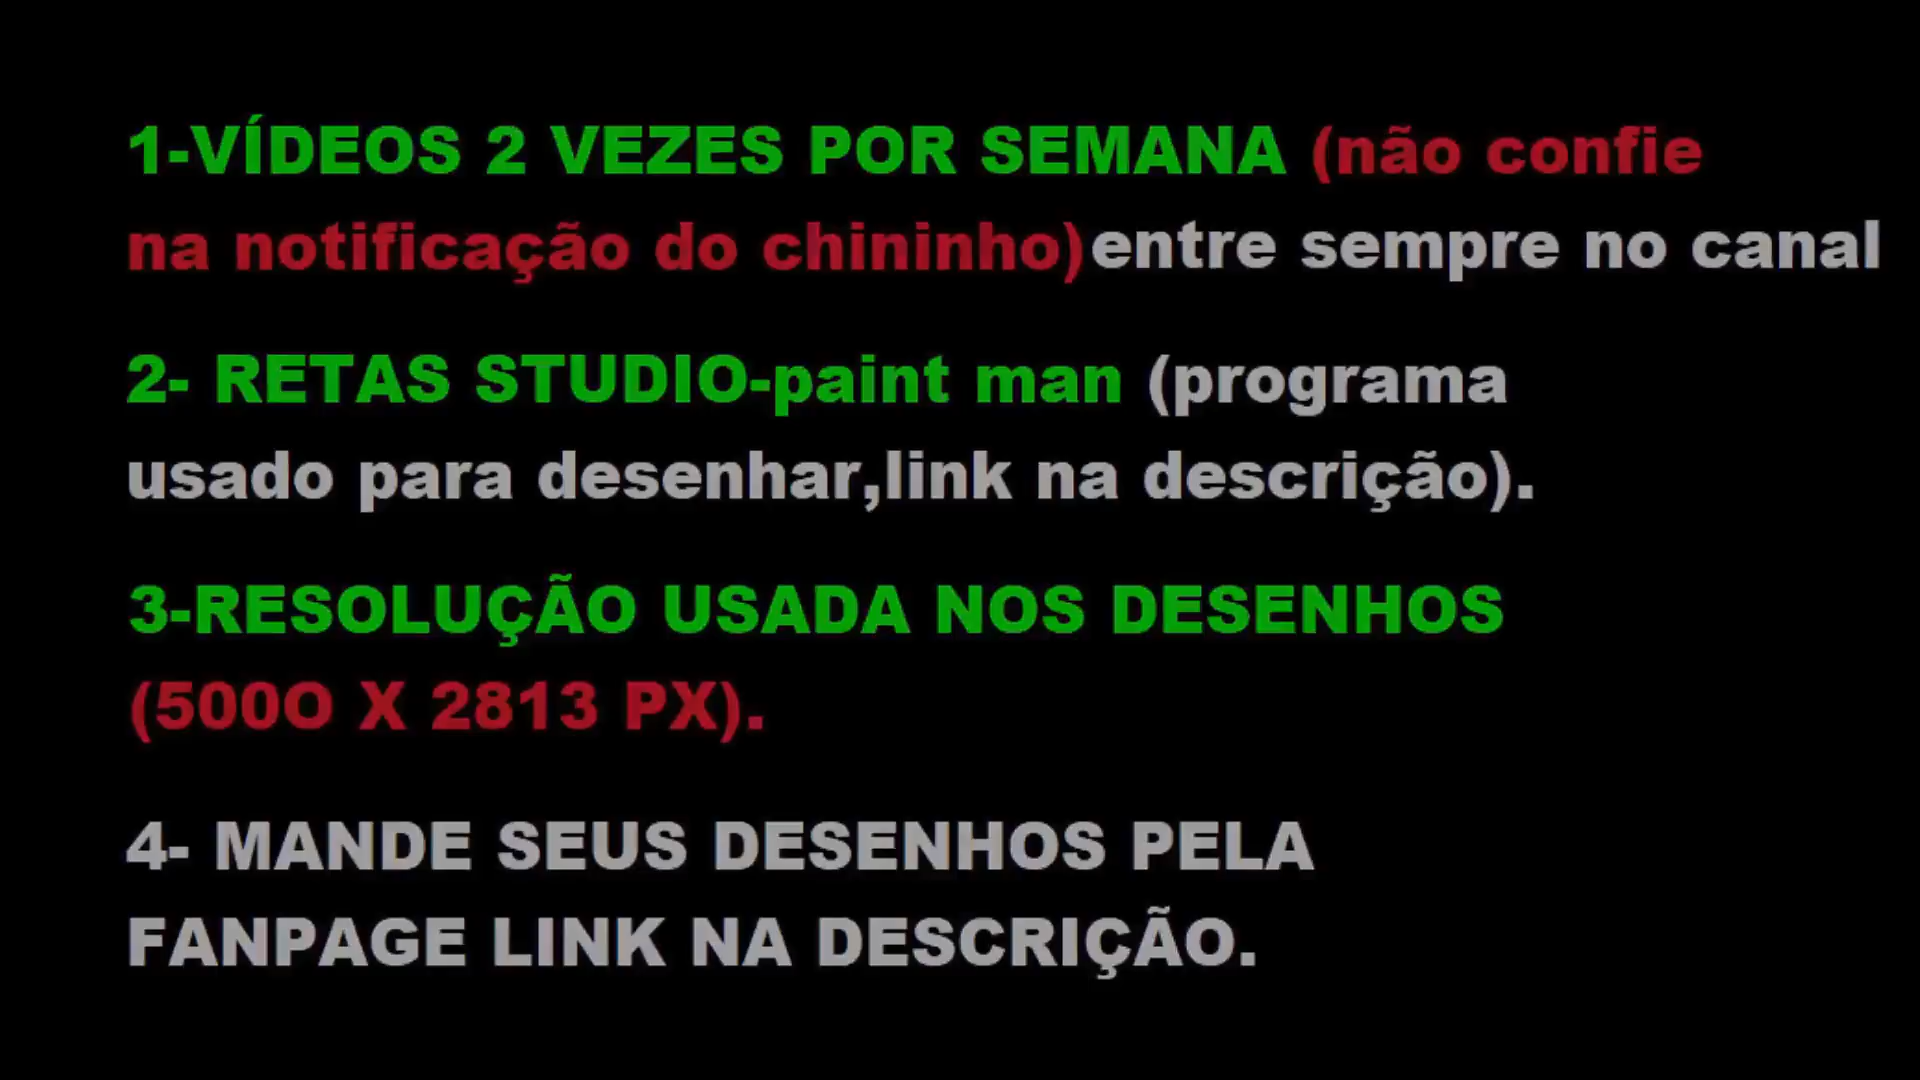 1-VÍDEOS 2 VEZES POR SEMANA (não confie
na notificação do chininho)entre sempre no canal
2- RETAS STUDIO-paint man (programa
usado para desenhar,link na descrição).
3-RESOLUÇÃO USADA NOS DESENHOS
(500O X 2813 PX).
4- MANDE SEUS DESENHOS PELA
FANPAGE LINK NA DESCRIÇÃO.